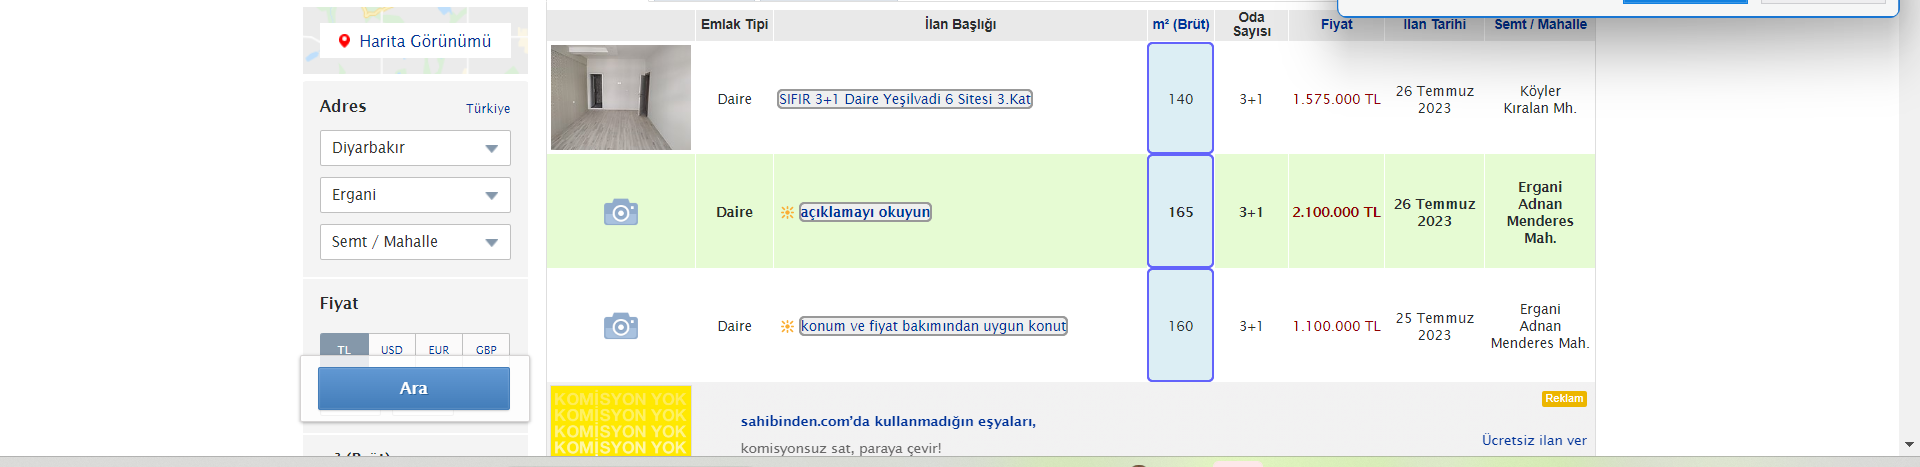 Harita Görünümü
Adres
Türkiye
Diyarbakır
Ergani
Semt / Mahalle
Fiyat
TL
USD
EUR
GBP
Ara
Emlak Tipi
İlan Başlığı
m² (Brüt)
Oda
Sayısı
Fiyat
İlan Tarihi
Semt / Mahalle
Daire
SIFIR 3+1 Daire Yeşilvadi 6 Sitesi 3.Kat
140
3+1
1.575.000 TL
26 Temmuz
2023
Köyler
Kıralan Mh.
Daire
açıklamayı okuyun
165
3+1
2.100.000 TL
26 Temmuz
2023
Ergani
Adnan
Menderes
Mah.
Daire
konum ve fiyat bakımından uygun konut
160
3+1
1.100.000 TL
25 Temmuz
2023
Ergani
Adnan
Menderes Mah.
KOMİSYON YOK
KOMİSYON YOK
KOMİSYON YOK
KOMİSYON YOK
sahibinden.com’da kullanmadığın eşyaları,
komisyonsuz sat, paraya çevir!
Reklam
Ücretsiz ilan ver